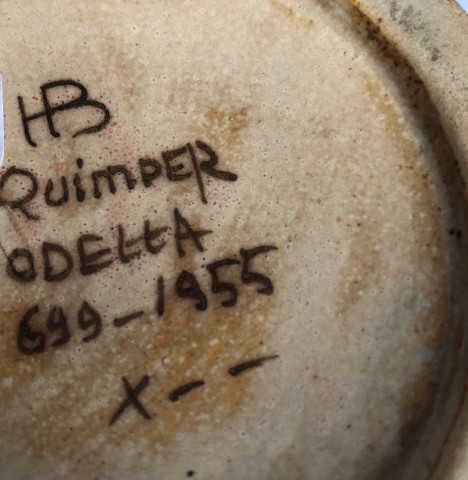 HB
QuimPER
ODEttA
699-1955
X - -